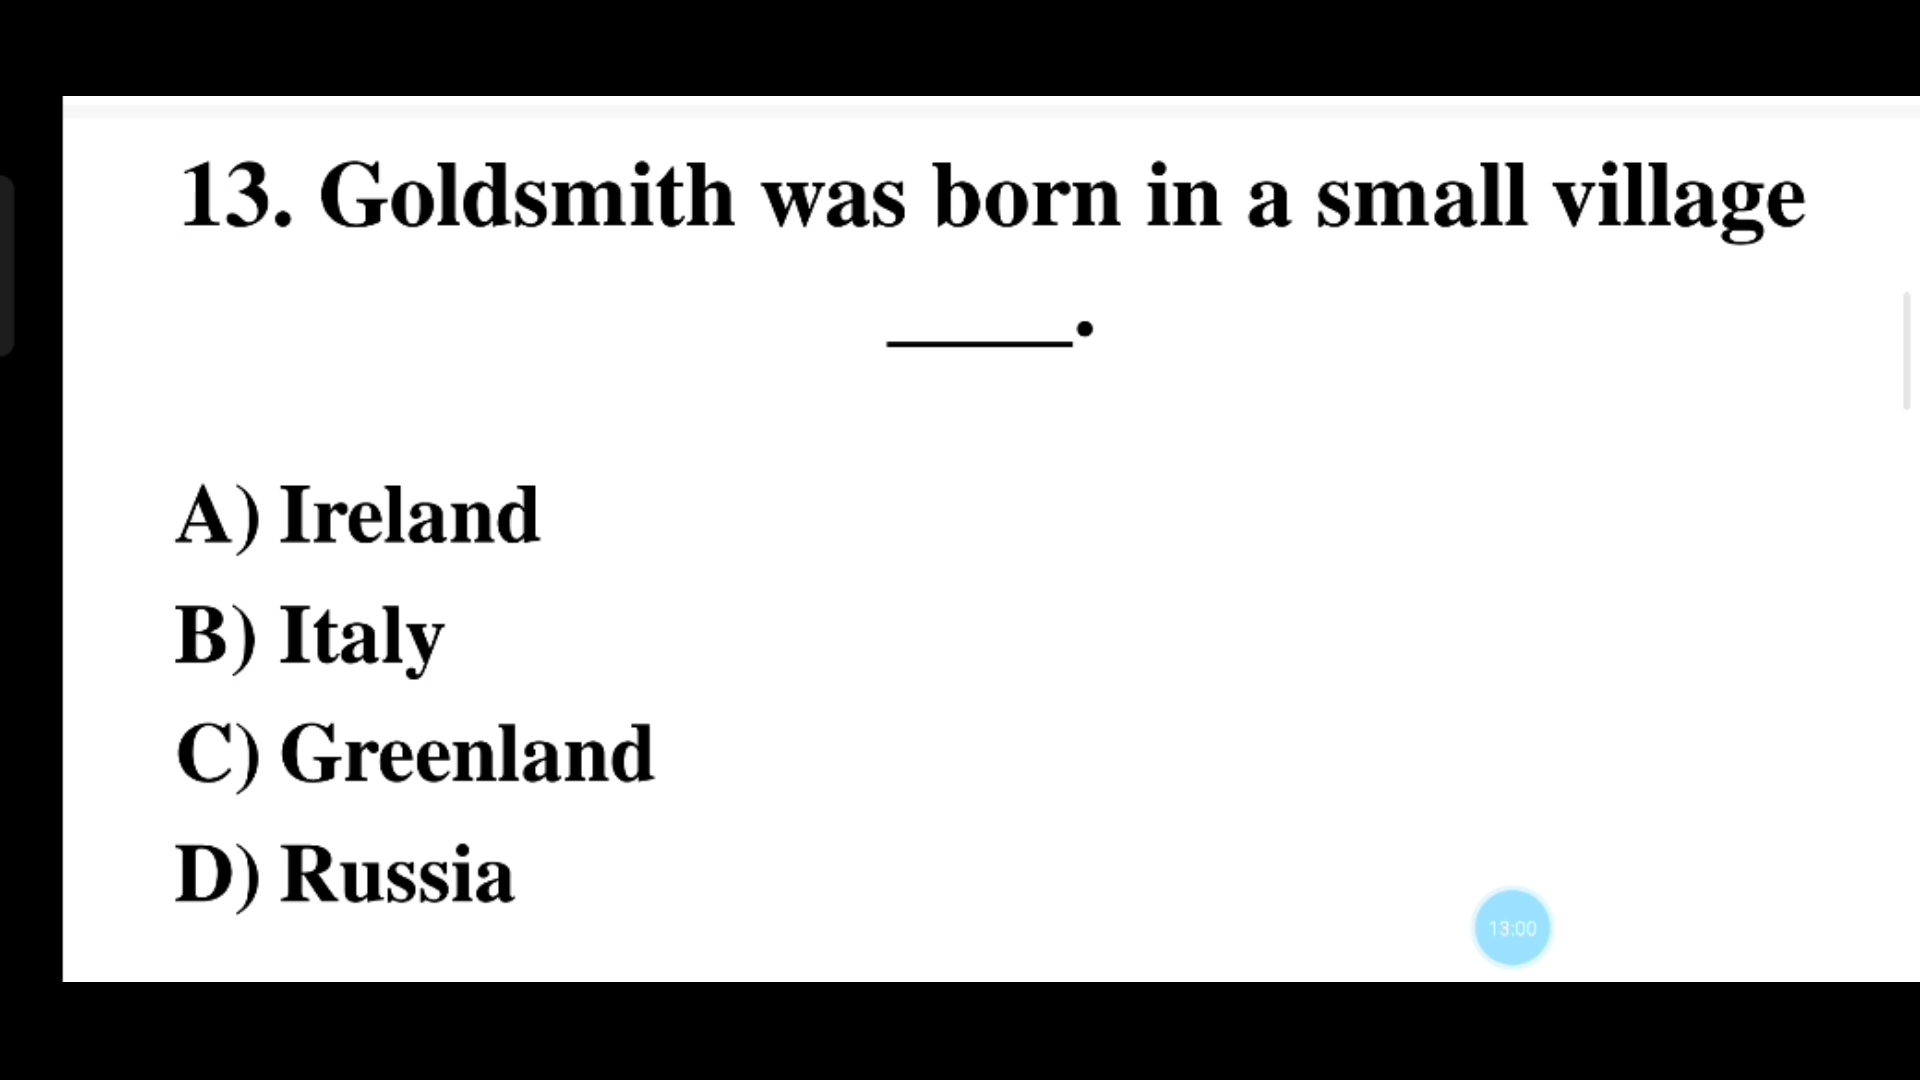 13. Goldsmith was born in a small village
_____.
A) Ireland
B) Italy
C) Greenland
D) Russia
13:00